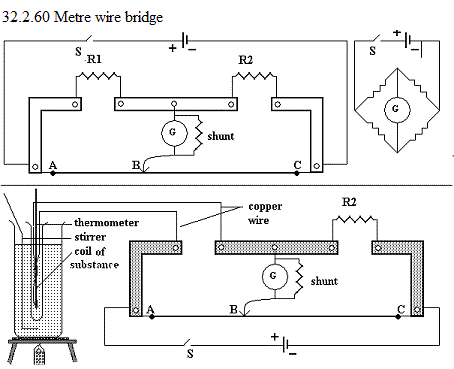 32.2.60 Metre wire bridge
S + - S + -
R1 R2
G shunt G
A B C
thermometer
stirrer
coil of
substance
copper
wire
R2
G shunt
A B C
S + -